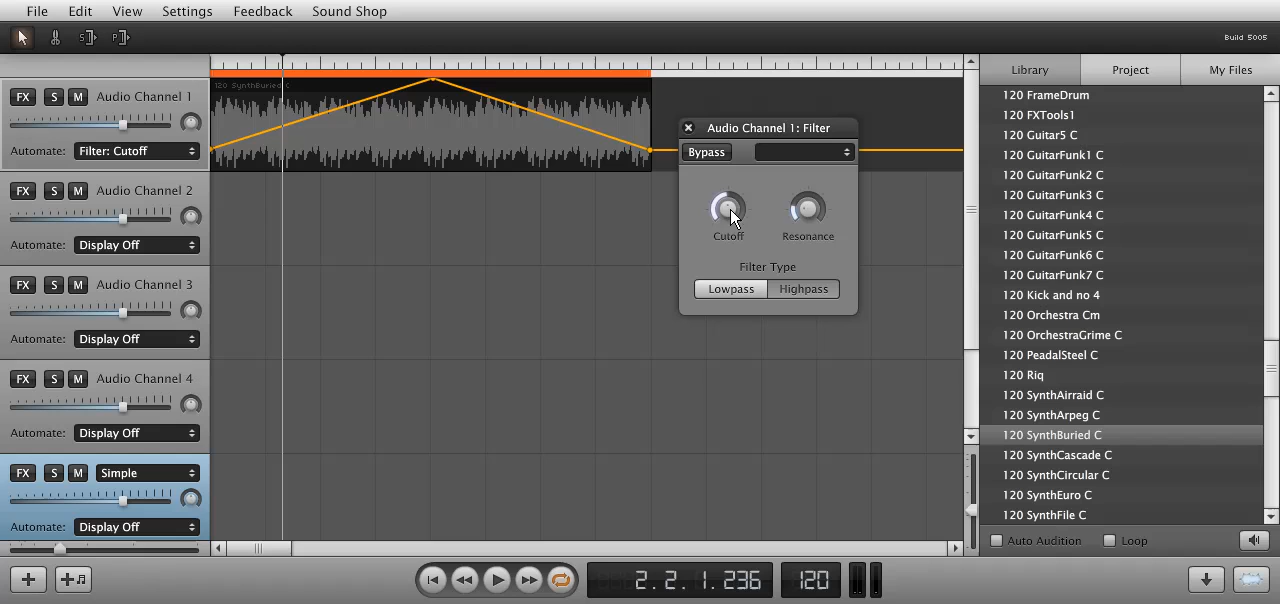 File Edit View Settings Feedback Sound Shop
Build 5005
Library Project My Files
FX S M Audio Channel 1
Automate: Filter: Cutoff
120 SynthBuried C
FX S M Audio Channel 2
Automate: Display Off
FX S M Audio Channel 3
Automate: Display Off
FX S M Audio Channel 4
Automate: Display Off
FX S M Simple
Automate: Display Off
Audio Channel 1: Filter
Bypass
Cutoff Resonance
Filter Type
Lowpass Highpass
120 FrameDrum
120 FXTools1
120 Guitar5 C
120 GuitarFunk1 C
120 GuitarFunk2 C
120 GuitarFunk3 C
120 GuitarFunk4 C
120 GuitarFunk5 C
120 GuitarFunk6 C
120 GuitarFunk7 C
120 Kick and no 4
120 Orchestra Cm
120 OrchestraGrime C
120 PeadalSteel C
120 Riq
120 SynthAirraid C
120 SynthArpeg C
120 SynthBuried C
120 SynthCascade C
120 SynthCircular C
120 SynthEuro C
120 SynthFile C
Auto Audition Loop
2. 2. 1. 236 120